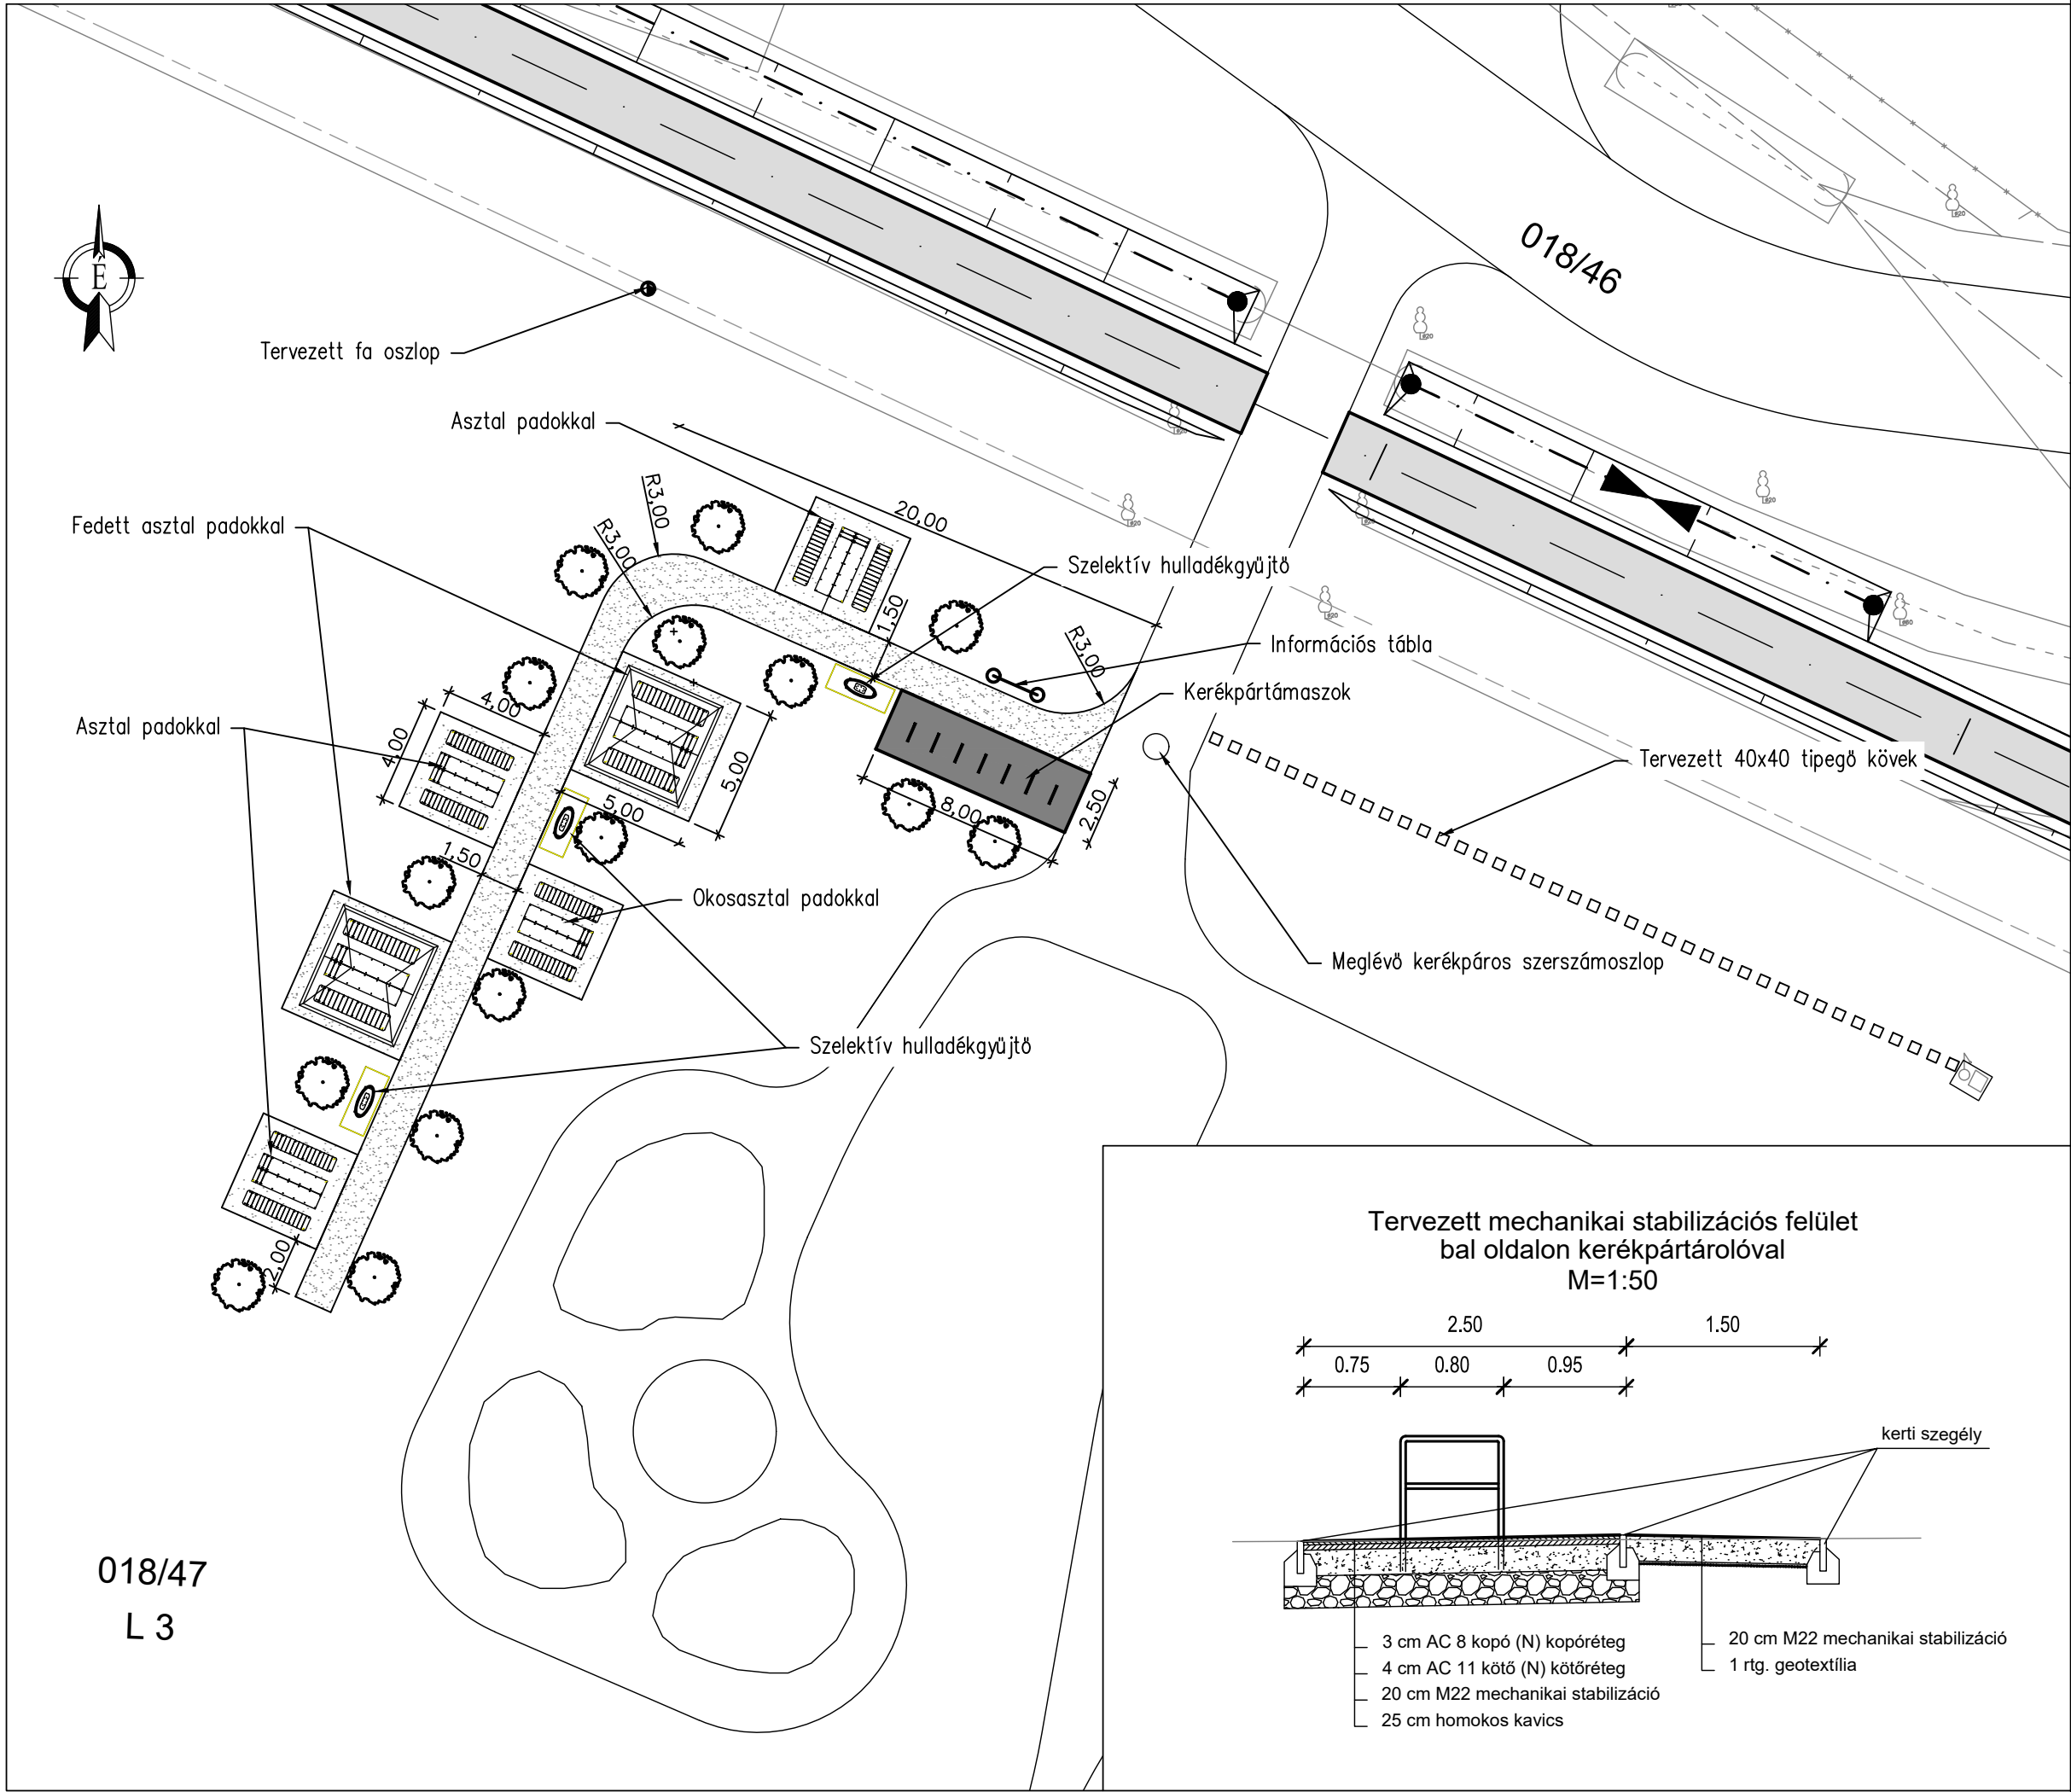 018/46
É
Tervezett fa oszlop
Asztal padokkal
R3,00
20,00
Fedett asztal padokkal
R3,00
Szelektív hulladékgyüjtö
1,50
R3,00
Információs tábla
Kerékpártámaszok
4,00
Asztal padokkal
4,00
5,00
Tervezett 40x40 tipegö kövek
5,00
8,00
2,50
1,50
Okosasztal padokkal
Meglévö kerékpáros szerszámoszlop
Szelektív hulladékgyüjtö
2,00
Tervezett mechanikai stabilizációs felület
bal oldalon kerékpártárolóval
M=1:50
2.50 1.50
0.75 0.80 0.95
kerti szegély
018/47
L 3
3 cm AC 8 kopó (N) kopóréteg
4 cm AC 11 kötő (N) kötőréteg
20 cm M22 mechanikai stabilizáció
25 cm homokos kavics
20 cm M22 mechanikai stabilizáció
1 rtg. geotextília